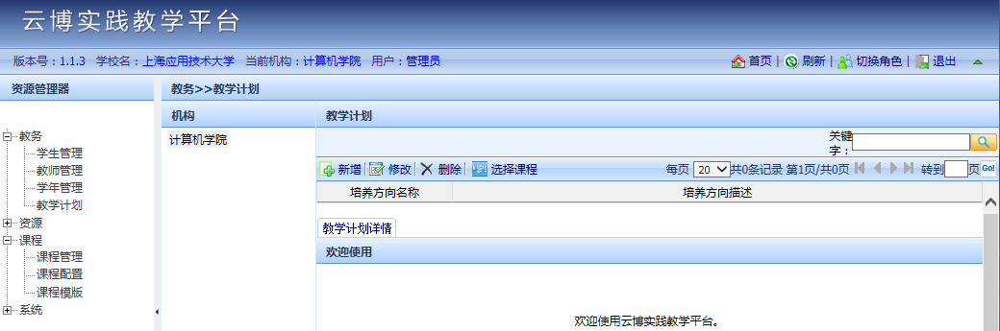 云博实践教学平台
版本号：1.1.3 学校名：上海应用技术大学 当前机构：计算机学院 用户：管理员 首页 | 刷新 | 切换角色 | 退出
资源管理器
教务>>教学计划
机构
教学计划
教务
学生管理
教师管理
学年管理
教学计划
资源
课程
课程管理
课程配置
课程模版
系统
计算机学院
关键字：
新增 修改 删除 选择课程 每页 20 共0条记录 第1页/共0页 转到 页 Go!
培养方向名称 培养方向描述
教学计划详情
欢迎使用
欢迎使用云博实践教学平台。